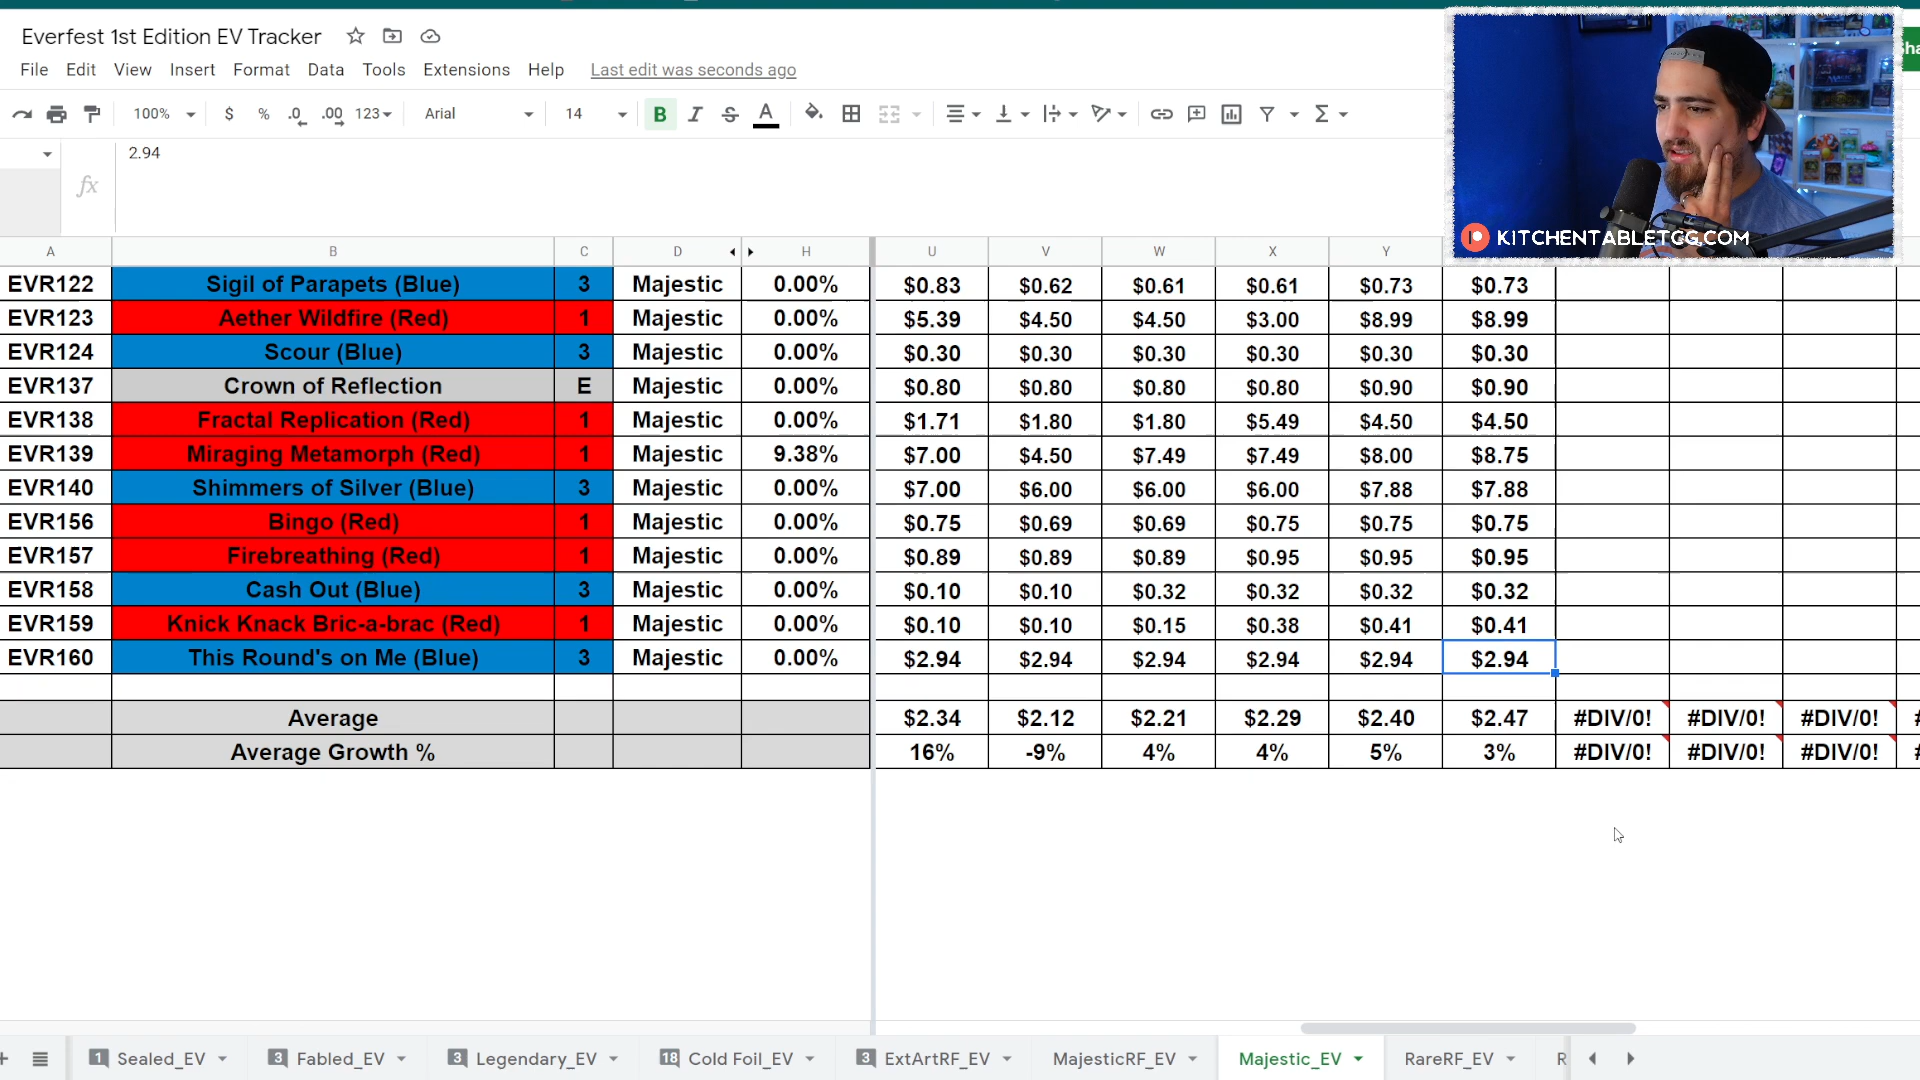 Everfest 1st Edition EV Tracker
File Edit View Insert Format Data Tools Extensions Help Last edit was seconds ago
100% $ % .0 .00 123 Arial 14 B I S A
2.94
fx
KITCHENTABLETCG.COM
A B C D H U V W X Y
EVR122 Sigil of Parapets (Blue) 3 Majestic 0.00% $0.83 $0.62 $0.61 $0.61 $0.73 $0.73
EVR123 Aether Wildfire (Red) 1 Majestic 0.00% $5.39 $4.50 $4.50 $3.00 $8.99 $8.99
EVR124 Scour (Blue) 3 Majestic 0.00% $0.30 $0.30 $0.30 $0.30 $0.30 $0.30
EVR137 Crown of Reflection E Majestic 0.00% $0.80 $0.80 $0.80 $0.80 $0.90 $0.90
EVR138 Fractal Replication (Red) 1 Majestic 0.00% $1.71 $1.80 $1.80 $5.49 $4.50 $4.50
EVR139 Miraging Metamorph (Red) 1 Majestic 9.38% $7.00 $4.50 $7.49 $7.49 $8.00 $8.75
EVR140 Shimmers of Silver (Blue) 3 Majestic 0.00% $7.00 $6.00 $6.00 $6.00 $7.88 $7.88
EVR156 Bingo (Red) 1 Majestic 0.00% $0.75 $0.69 $0.69 $0.75 $0.75 $0.75
EVR157 Firebreathing (Red) 1 Majestic 0.00% $0.89 $0.89 $0.89 $0.95 $0.95 $0.95
EVR158 Cash Out (Blue) 3 Majestic 0.00% $0.10 $0.10 $0.32 $0.32 $0.32 $0.32
EVR159 Knick Knack Bric-a-brac (Red) 1 Majestic 0.00% $0.10 $0.10 $0.15 $0.38 $0.41 $0.41
EVR160 This Round's on Me (Blue) 3 Majestic 0.00% $2.94 $2.94 $2.94 $2.94 $2.94 $2.94
Average $2.34 $2.12 $2.21 $2.29 $2.40 $2.47 #DIV/0! #DIV/0! #DIV/0! #
Average Growth % 16% -9% 4% 4% 5% 3% #DIV/0! #DIV/0! #DIV/0! #
1 Sealed_EV 3 Fabled_EV 3 Legendary_EV 18 Cold Foil_EV 3 ExtArtRF_EV MajesticRF_EV Majestic_EV RareRF_EV R